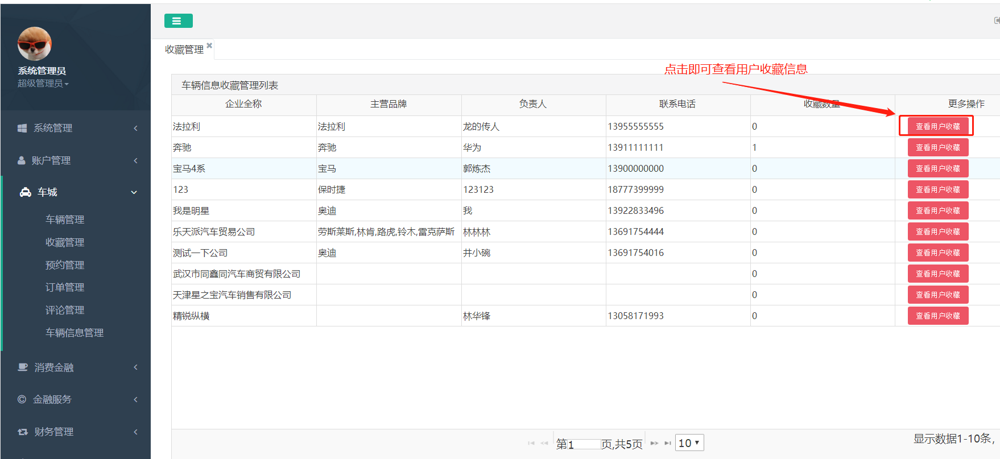 系统管理员
超级管理员
系统管理
账户管理
车城
车辆管理
收藏管理
预约管理
订单管理
评论管理
车辆信息管理
消费金融
金融服务
财务管理
收藏管理
点击即可查看用户收藏信息
车辆信息收藏管理列表
企业全称 主营品牌 负责人 联系电话 收藏数量 更多操作
法拉利 法拉利 龙的传人 13955555555 0 查看用户收藏
奔驰 奔驰 华为 13911111111 1 查看用户收藏
宝马4系 宝马 郭炼杰 13900000000 0 查看用户收藏
123 保时捷 123123 18777399999 0 查看用户收藏
我是明星 奥迪 我 13922833496 0 查看用户收藏
乐天派汽车贸易公司 劳斯莱斯,林肯,路虎,铃木,雷克萨斯 林林林 13691754444 0 查看用户收藏
测试一下公司 奥迪 井小碗 13691754016 0 查看用户收藏
武汉市同鑫同汽车商贸有限公司 0 查看用户收藏
天津星之宝汽车销售有限公司 0 查看用户收藏
精锐纵横 林华锋 13058171993 0 查看用户收藏
第1页,共5页 10 显示数据1-10条,